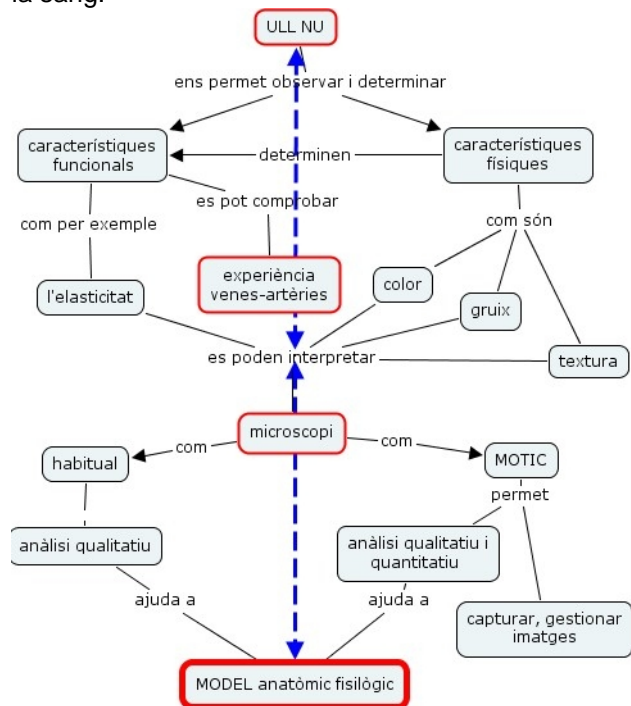 la sang.
ULL NU
ens permet observar i determinar
característiques
funcionals
determinen
característiques
físiques
com per exemple
es pot comprobar
com són
l'elasticitat
experiència
venes-artèries
color
gruix
textura
es poden interpretar
microscopi
com
com
habitual
MOTIC
permet
anàlisi qualitatiu
anàlisi qualitatiu i
quantitatiu
ajuda a
ajuda a
capturar, gestionar
imatges
MODEL anatòmic fisilògic